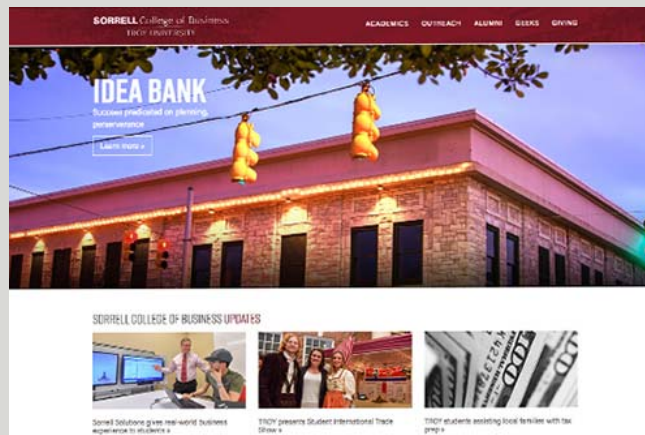 SORRELL College of Business
TROY UNIVERSITY
ACADEMICS OUTREACH ALUMNI GEEKS GIVING
IDEA BANK
Success predicated on planning,
perserverance
Learn more »
SORRELL COLLEGE OF BUSINESS UPDATES
Sorrell Solutions gives real-world business
experience to students »
TROY presents Student International Trade
Show »
TROY students assisting local families with tax
prep »